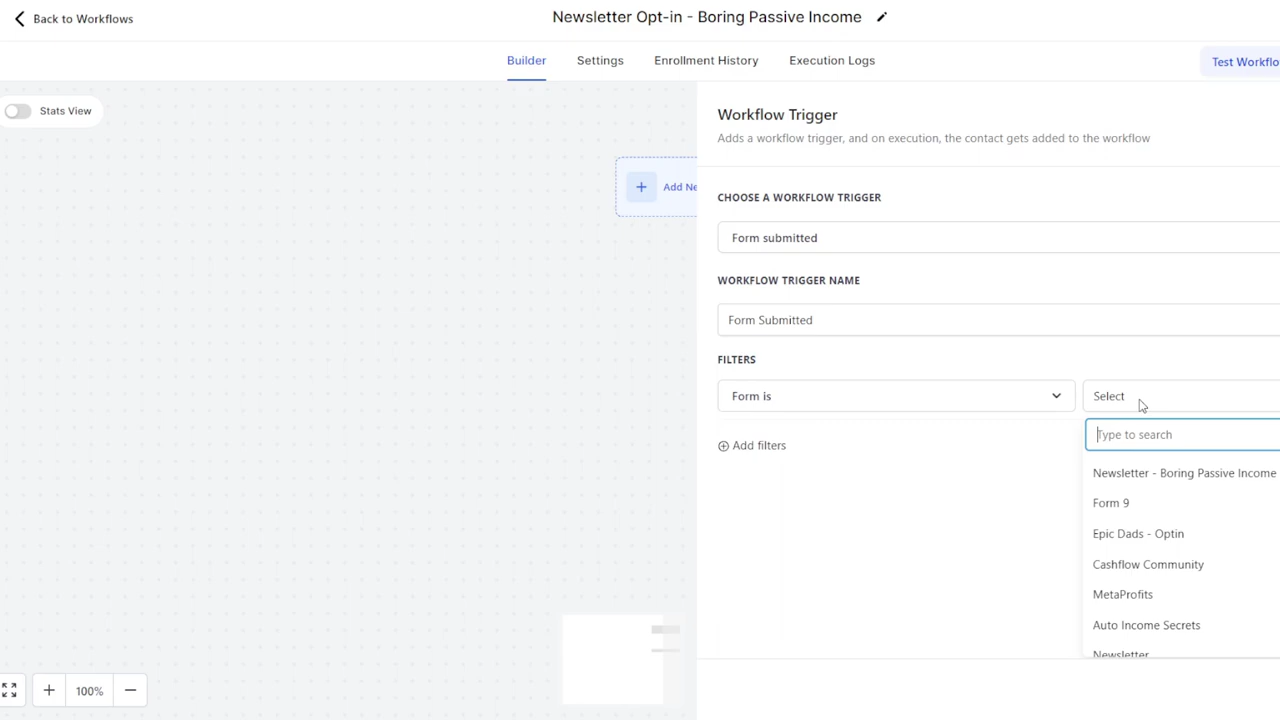 Back to Workflows
Newsletter Opt-in - Boring Passive Income
Builder
Settings
Enrollment History
Execution Logs
Test Workflo
Stats View
Workflow Trigger
Adds a workflow trigger, and on execution, the contact gets added to the workflow
Add Ne
CHOOSE A WORKFLOW TRIGGER
Form submitted
WORKFLOW TRIGGER NAME
Form Submitted
FILTERS
Form is
Select
Add filters
Type to search
Newsletter - Boring Passive Income
Form 9
Epic Dads - Optin
Cashflow Community
MetaProfits
Auto Income Secrets
Newsletter
100%